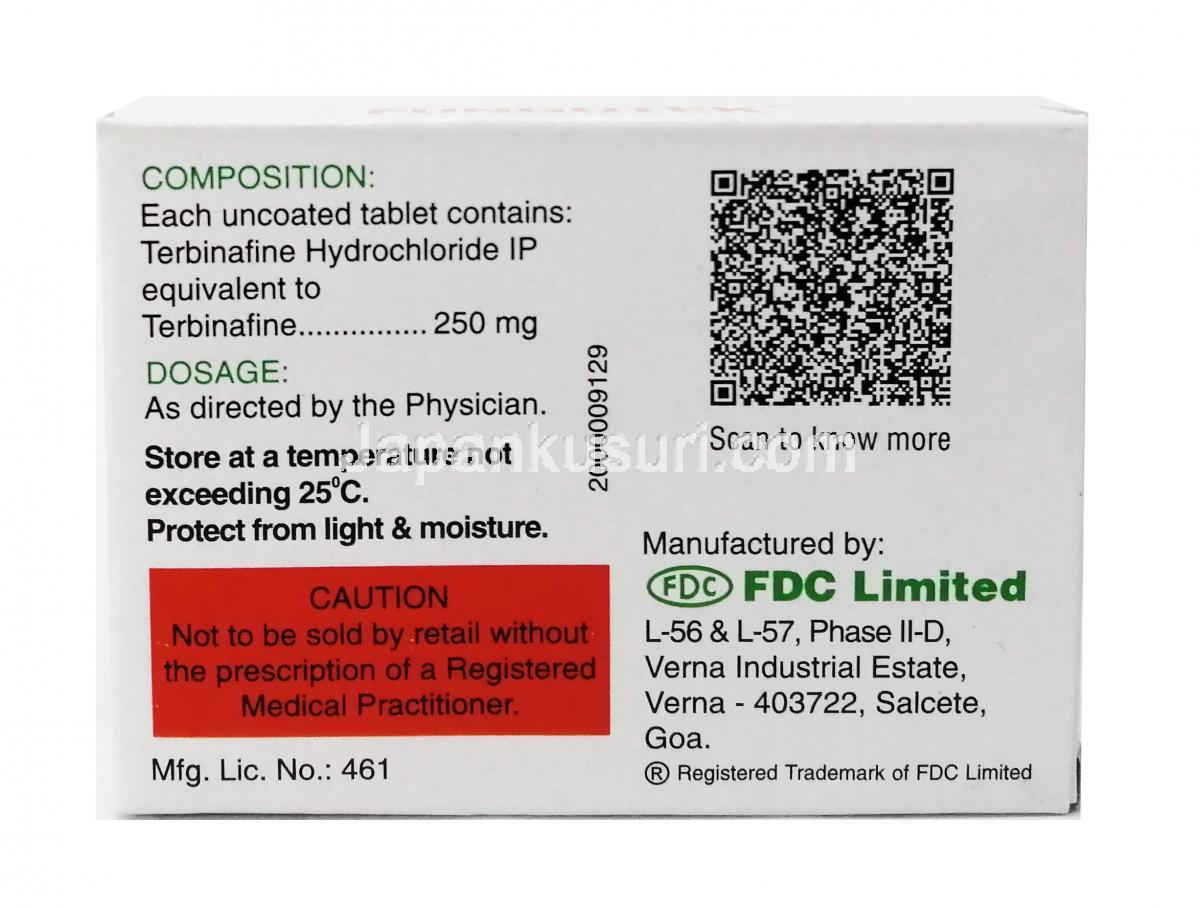 FUNGOTEK
COMPOSITION:
Each uncoated tablet contains:
Terbinafine Hydrochloride IP
equivalent to
Terbinafine............... 250 mg
DOSAGE:
As directed by the Physician.
Store at a temperature not
exceeding 25⁰C.
Protect from light & moisture.
CAUTION
Not to be sold by retail without
the prescription of a Registered
Medical Practitioner.
Mfg. Lic. No.: 461
2000009129
Scan to know more
Japankusuri.com
Manufactured by:
FDC FDC Limited
L-56 & L-57, Phase II-D,
Verna Industrial Estate,
Verna - 403722, Salcete,
Goa.
® Registered Trademark of FDC Limited